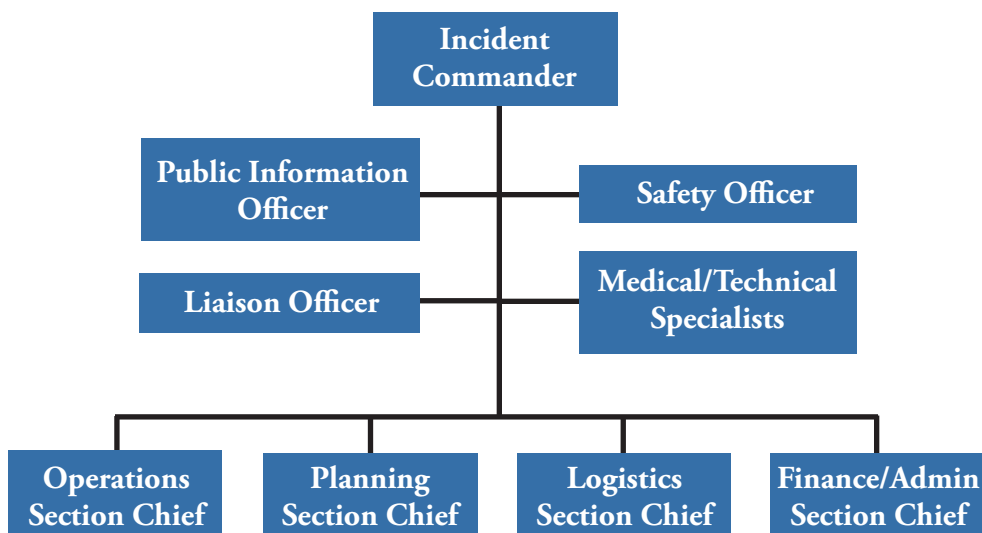 Incident
Commander
Public Information
Officer
Safety Officer
Liaison Officer
Medical/Technical
Specialists
Operations
Section Chief
Planning
Section Chief
Logistics
Section Chief
Finance/Admin
Section Chief